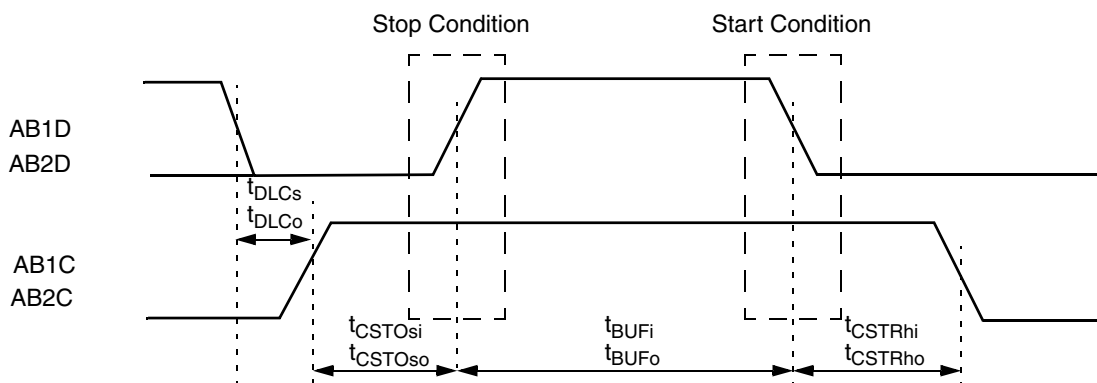 Stop Condition
Start Condition
AB1D
AB2D
tDLCs
tDLCo
AB1C
AB2C
tCSTOsi
tCSTOso
tBUFi
tBUFo
tCSTRhi
tCSTRho